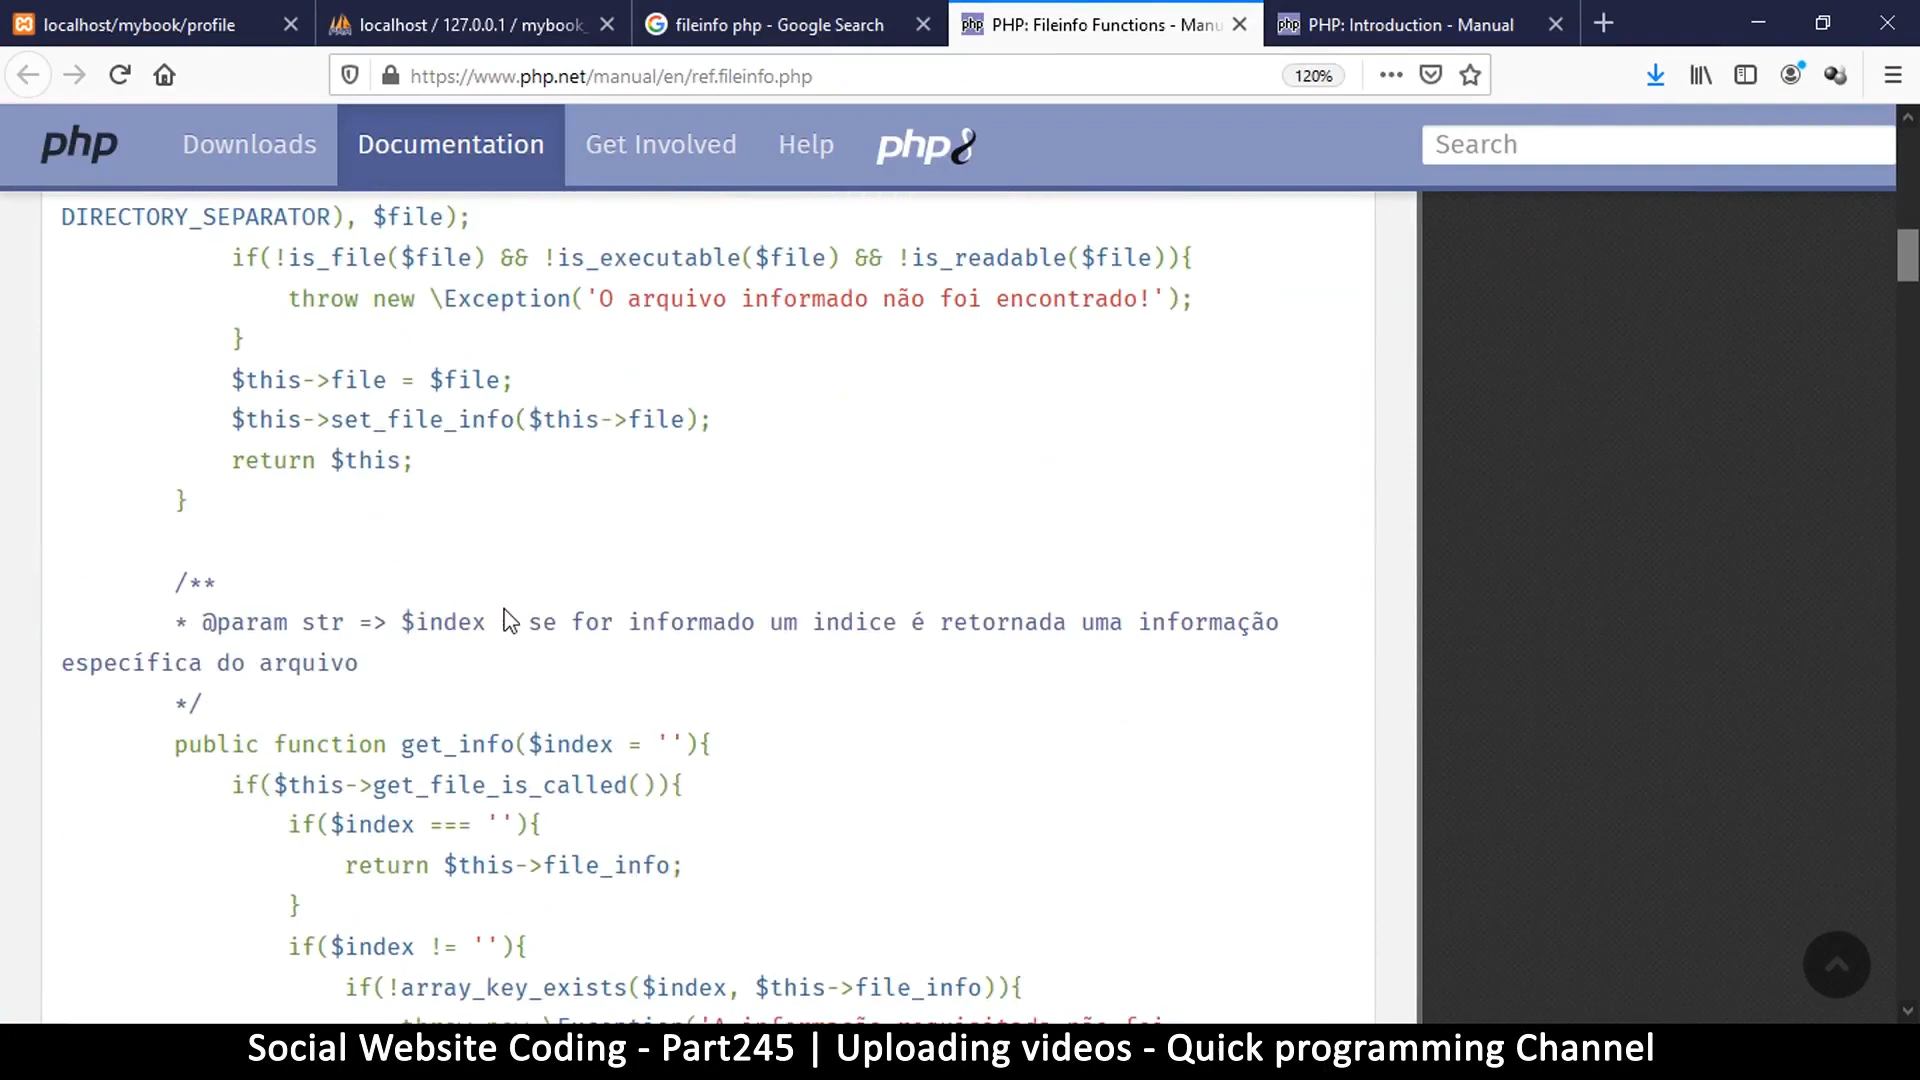 localhost/mybook/profile
localhost / 127.0.0.1 / mybook_
fileinfo php - Google Search
php PHP: Fileinfo Functions - Manu
php PHP: Introduction - Manual
https://www.php.net/manual/en/ref.fileinfo.php
120%
php Downloads Documentation Get Involved Help php8 Search
DIRECTORY_SEPARATOR), $file);
if(!is_file($file) && !is_executable($file) && !is_readable($file)){
throw new \Exception('O arquivo informado não foi encontrado!');
}
$this->file = $file;
$this->set_file_info($this->file);
return $this;
}
/**
* @param str => $index se for informado um indice é retornada uma informação
específica do arquivo
*/
public function get_info($index = ''){
if($this->get_file_is_called()){
if($index === ''){
return $this->file_info;
}
if($index != ''){
if(!array_key_exists($index, $this->file_info)){
Social Website Coding - Part245 | Uploading videos - Quick programming Channel